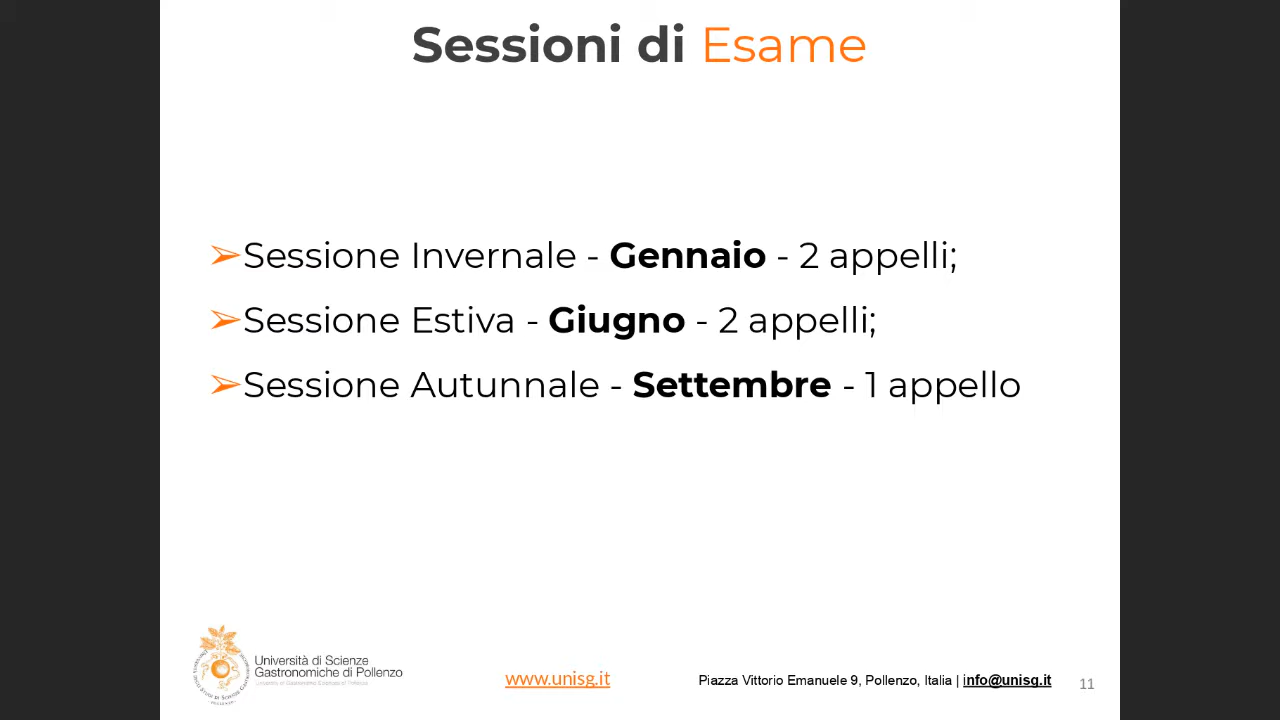 Sessioni di Esame
➢Sessione Invernale - Gennaio - 2 appelli;
➢Sessione Estiva - Giugno - 2 appelli;
➢Sessione Autunnale - Settembre - 1 appello
Università di Scienze
Gastronomiche di Pollenzo
www.unisg.it
Piazza Vittorio Emanuele 9, Pollenzo, Italia | info@unisg.it
11